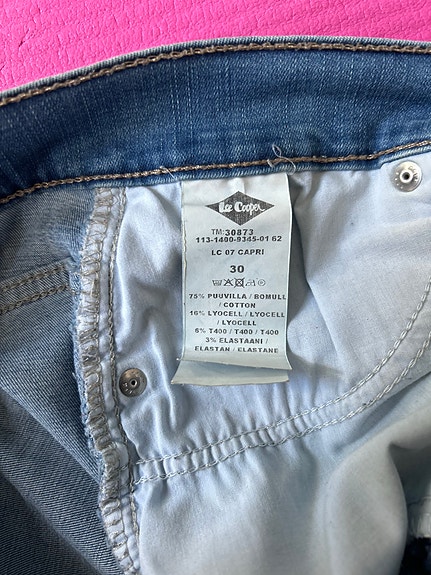 Lee Cooper
TM:30873
113-1400-9345-01 62
LC 07 CAPRI
30
75% PUUVILLA / BOMULL
/ COTTON
16% LYOCELL / LYOCELL
/ LYOCELL
6% T400 / T400 / T400
3% ELASTAANI /
ELASTAN / ELASTANE